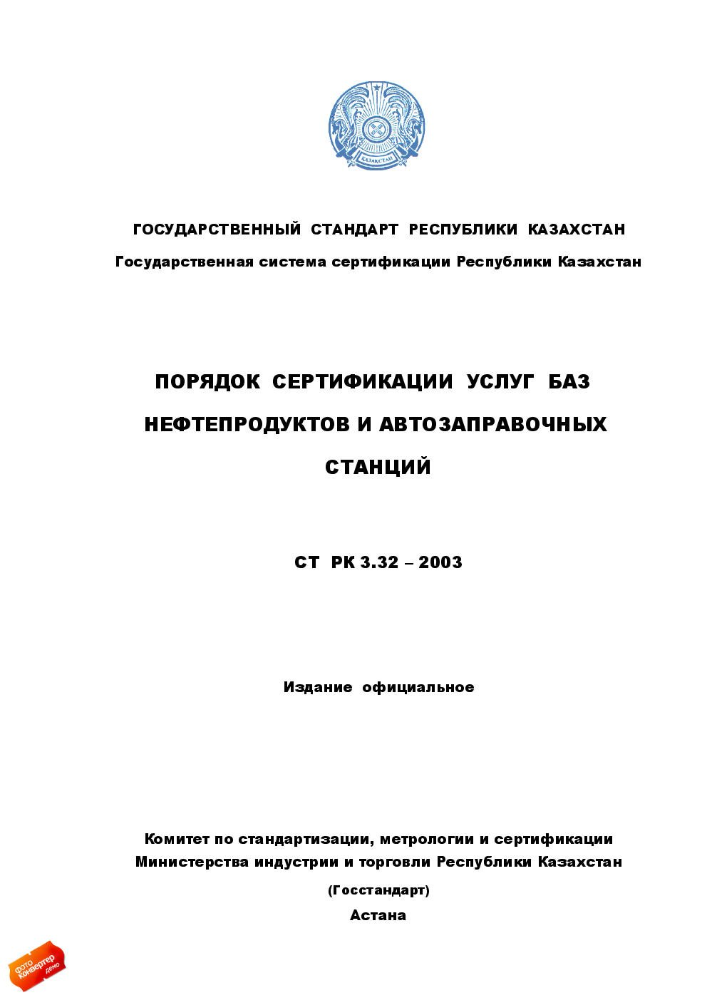 ҚАЗАҚСТАН
ГОСУДАРСТВЕННЫЙ СТАНДАРТ РЕСПУБЛИКИ КАЗАХСТАН
Государственная система сертификации Республики Казахстан
ПОРЯДОК СЕРТИФИКАЦИИ УСЛУГ БАЗ
НЕФТЕПРОДУКТОВ И АВТОЗАПРАВОЧНЫХ
СТАНЦИЙ
СТ РК 3.32 – 2003
Издание официальное
Комитет по стандартизации, метрологии и сертификации
Министерства индустрии и торговли Республики Казахстан
(Госстандарт)
Астана
фото
конвертер
демо